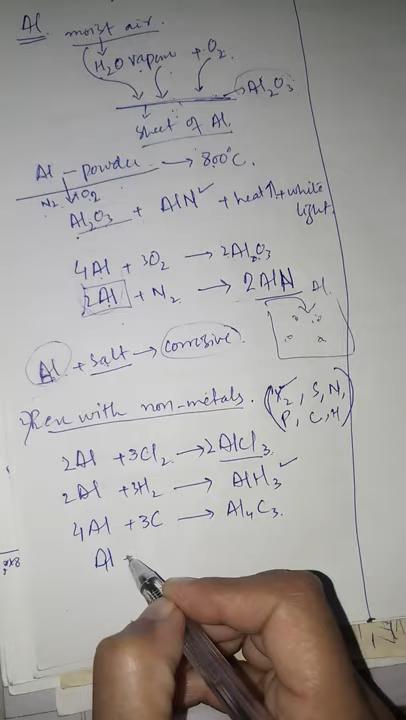 Al. moist air.
H2O vapour + O2
Al2O3
sheet of Al
Al - powder → 800°C.
N2 ↓ O2
Al2O3 + AlN ✓ + heat↑ + white light.
4Al + 3O2 → 2Al2O3
2Al + N2 → 2AlN
Al.
Al + salt → corrosive.
Rxn with non-metals. (X2, S, N, P, C, H)
2Al + 3Cl2 → 2AlCl3
2Al + 3H2 → AlH3 ✓
4Al + 3C → Al4C3.
Al +